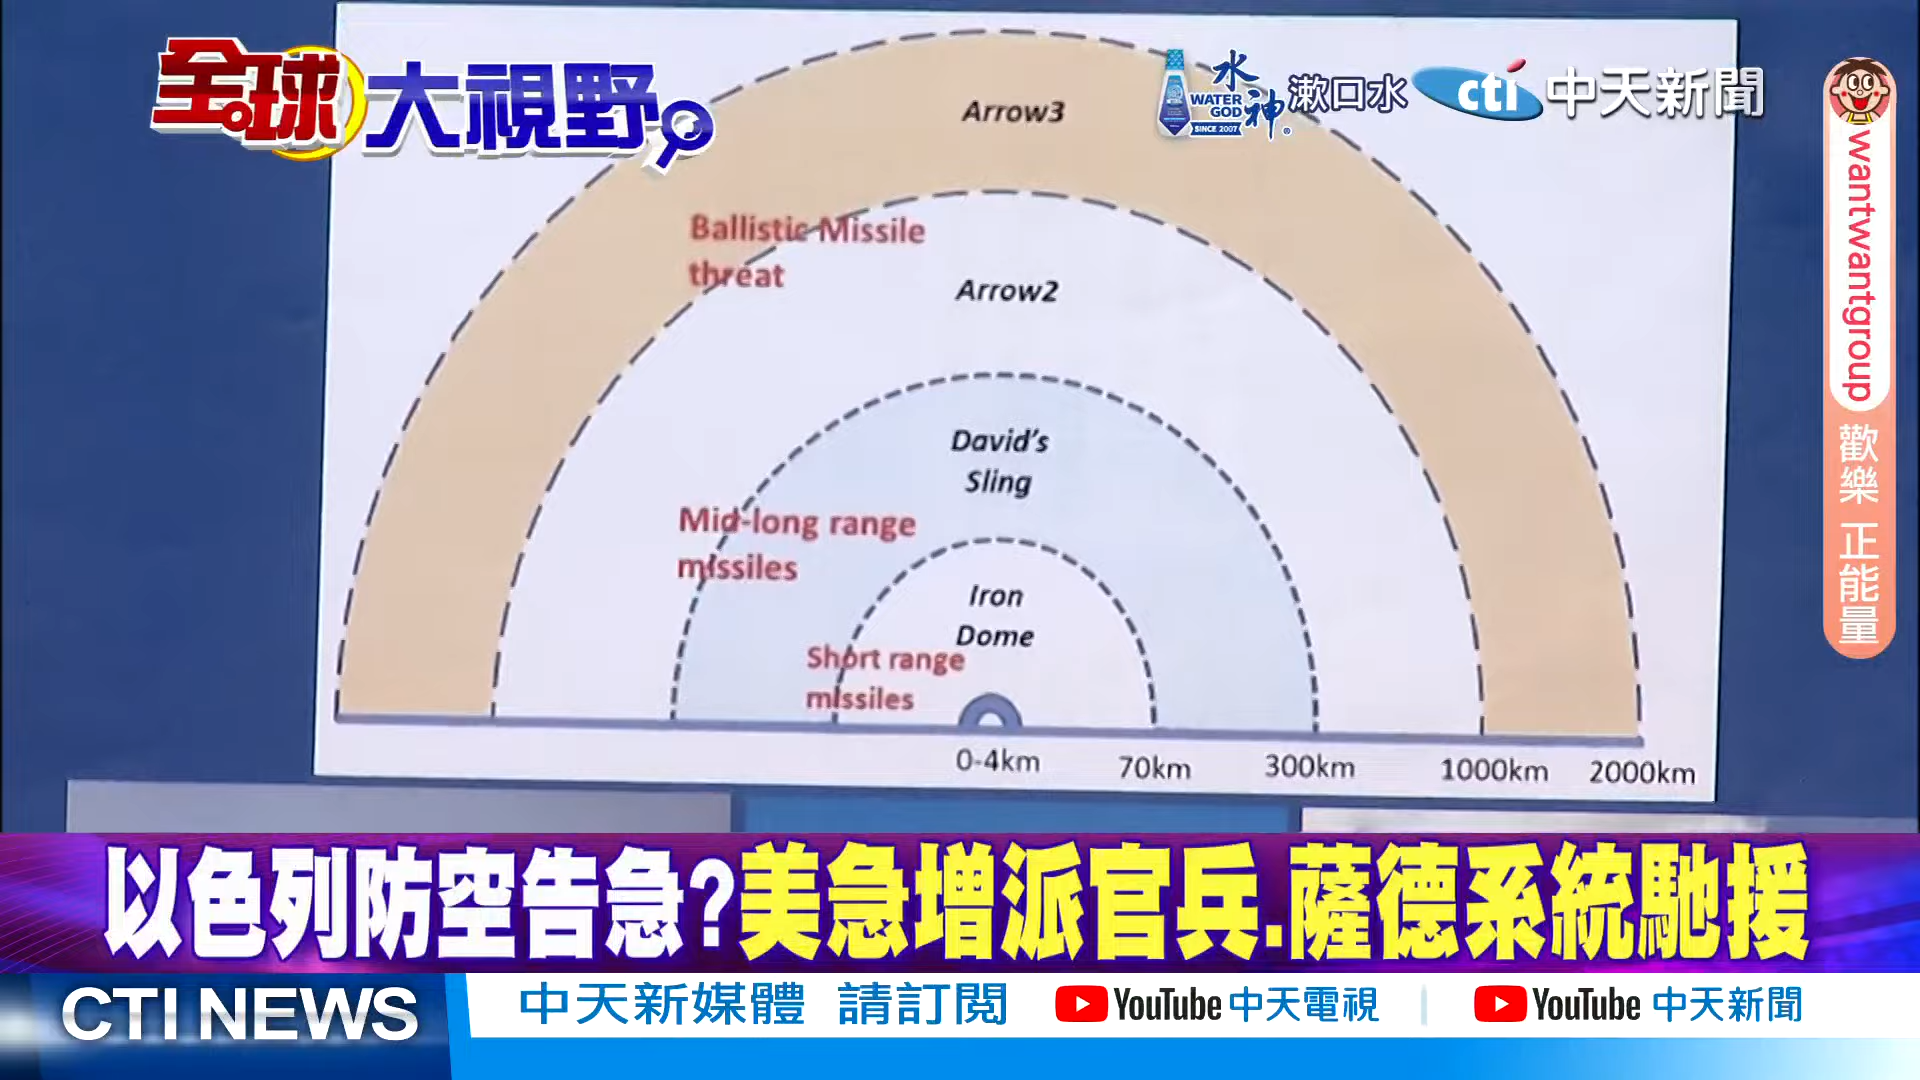 全球大視野
水神
WATER
GOD
SINCE 2007
®
漱口水
cti 中天新聞
wantwantgroup
歡樂 正能量
Arrow3
Ballistic Missile
threat
Arrow2
David's
Sling
Mid-long range
missiles
Iron
Dome
Short range
missiles
0-4km 70km 300km 1000km 2000km
以色列防空告急?美急增派官兵.薩德系統馳援
CTI NEWS
中天新媒體 請訂閱 YouTube 中天電視 | YouTube 中天新聞